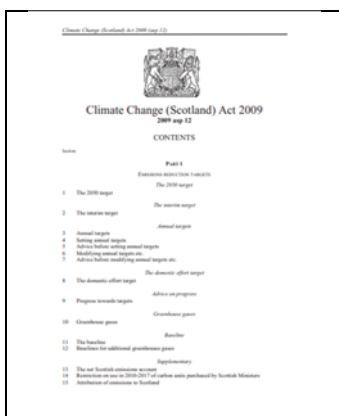 Climate Change (Scotland) Act 2009 (asp 12)
Climate Change (Scotland) Act 2009
2009 asp 12
CONTENTS
Section
PART 1
EMISSIONS REDUCTION TARGETS
The 2050 target
1 The 2050 target
The interim target
2 The interim target
Annual targets
3 Annual targets
4 Setting annual targets
5 Advice before setting annual targets
6 Modifying annual targets etc.
7 Advice before modifying annual targets etc.
The domestic effort target
8 The domestic effort target
Advice on progress
9 Progress towards targets
Greenhouse gases
10 Greenhouse gases
Baseline
11 The baseline
12 Baselines for additional greenhouse gases
Supplementary
13 The net Scottish emissions account
14 Restriction on use in 2010-2017 of carbon units purchased by Scottish Ministers
15 Attribution of emissions to Scotland